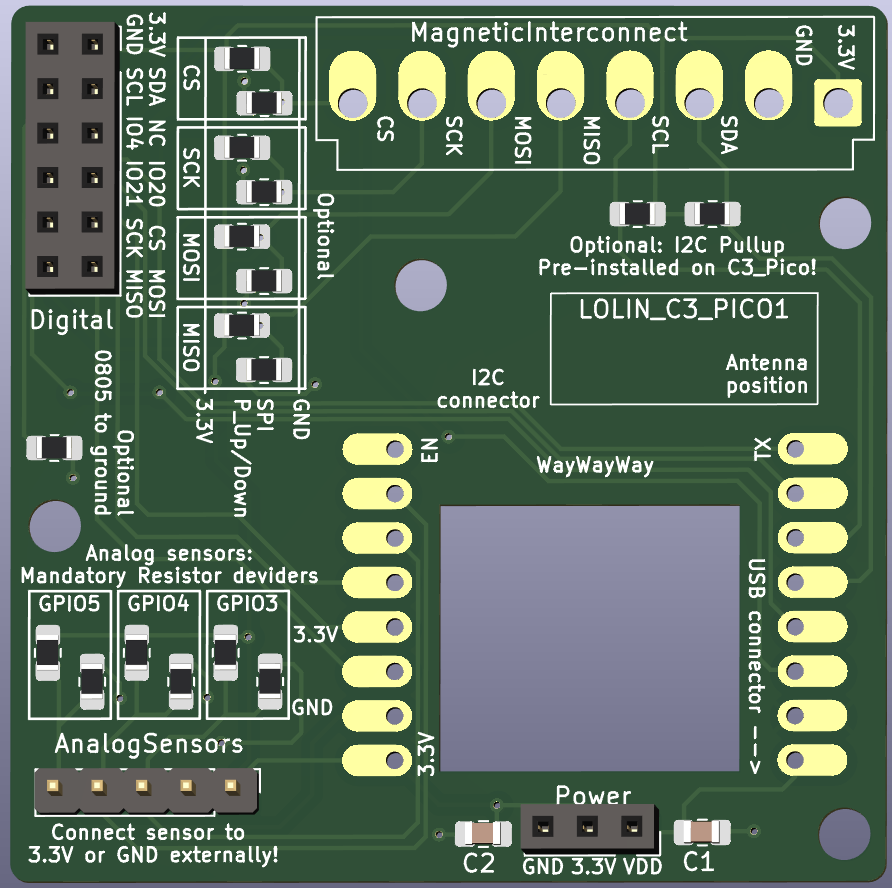 MagneticInterconnect
GND
3.3V
CS
SCK
MOSI
MISO
SCL
SDA
GND 3.3V
SCL SDA
IO4 NC
IO21 IO20
SCK CS
MISO MOSI
Digital
CS
SCK
MOSI
MISO
Optional
3.3V
P_Up/Down
SPI
GND
Optional: I2C Pullup
Pre-installed on C3_Pico!
LOLIN_C3_PICO1
Antenna
position
I2C
connector
0805 to ground
Optional
EN
TX
WayWayWay
Analog sensors:
Mandatory Resistor deviders
GPIO5
GPIO4
GPIO3
3.3V
GND
3.3V
USB connector --->
AnalogSensors
Connect sensor to
3.3V or GND externally!
Power
C2
GND 3.3V VDD
C1